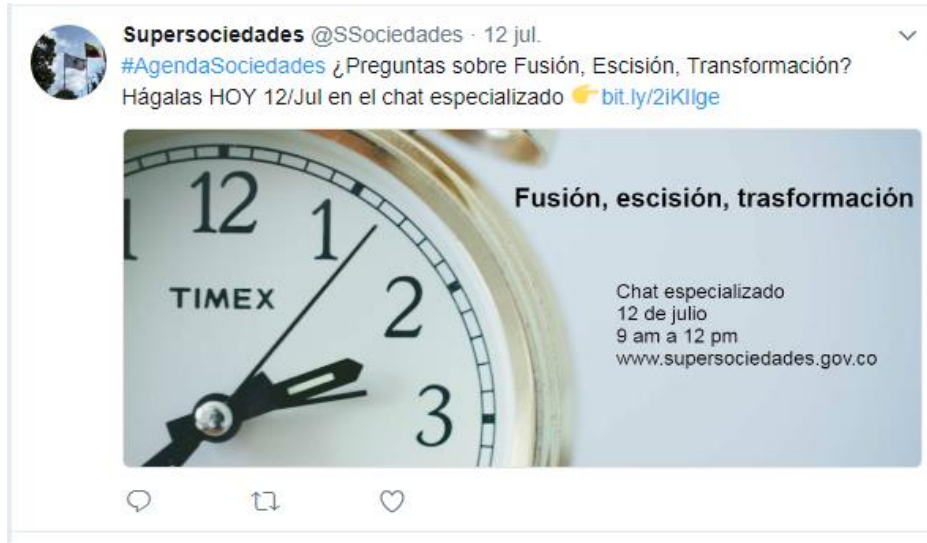 Supersociedades @SSociedades · 12 jul.
#AgendaSociedades ¿Preguntas sobre Fusión, Escisión, Transformación?
Hágalas HOY 12/Jul en el chat especializado 👉 bit.ly/2iKIlge
Fusión, escisión, trasformación
Chat especializado
12 de julio
9 am a 12 pm
www.supersociedades.gov.co
12
1
1
TIMEX
2
3